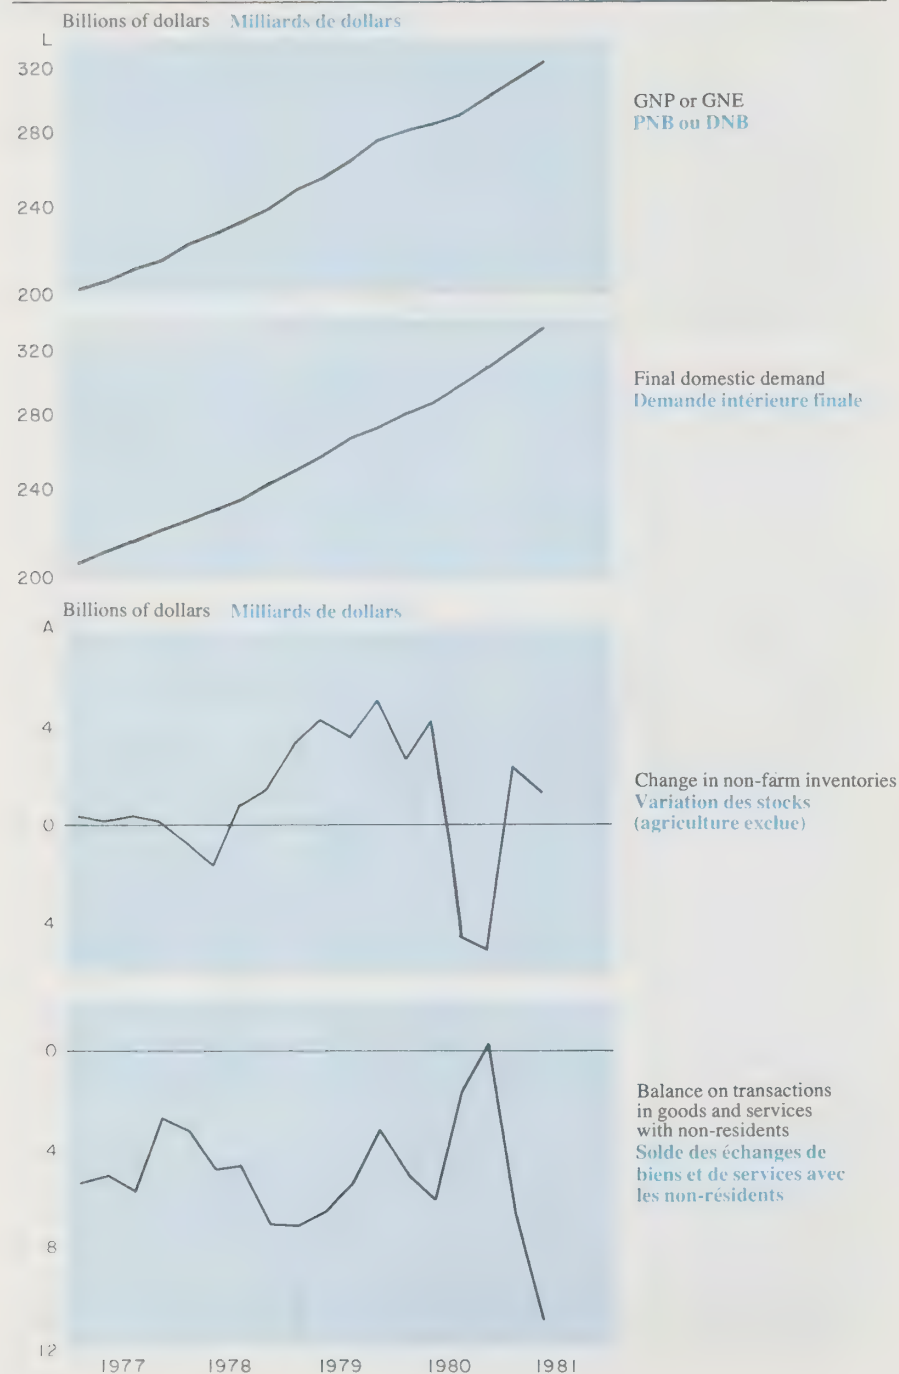 Billions of dollars Milliards de dollars
L
320
280
240
200
GNP or GNE
PNB ou DNB
320
280
240
200
Final domestic demand
Demande intérieure finale
Billions of dollars Milliards de dollars
A
4
0
4
Change in non-farm inventories
Variation des stocks
(agriculture exclue)
0
4
8
12
Balance on transactions
in goods and services
with non-residents
Solde des échanges de
biens et de services avec
les non-résidents
1977 1978 1979 1980 1981